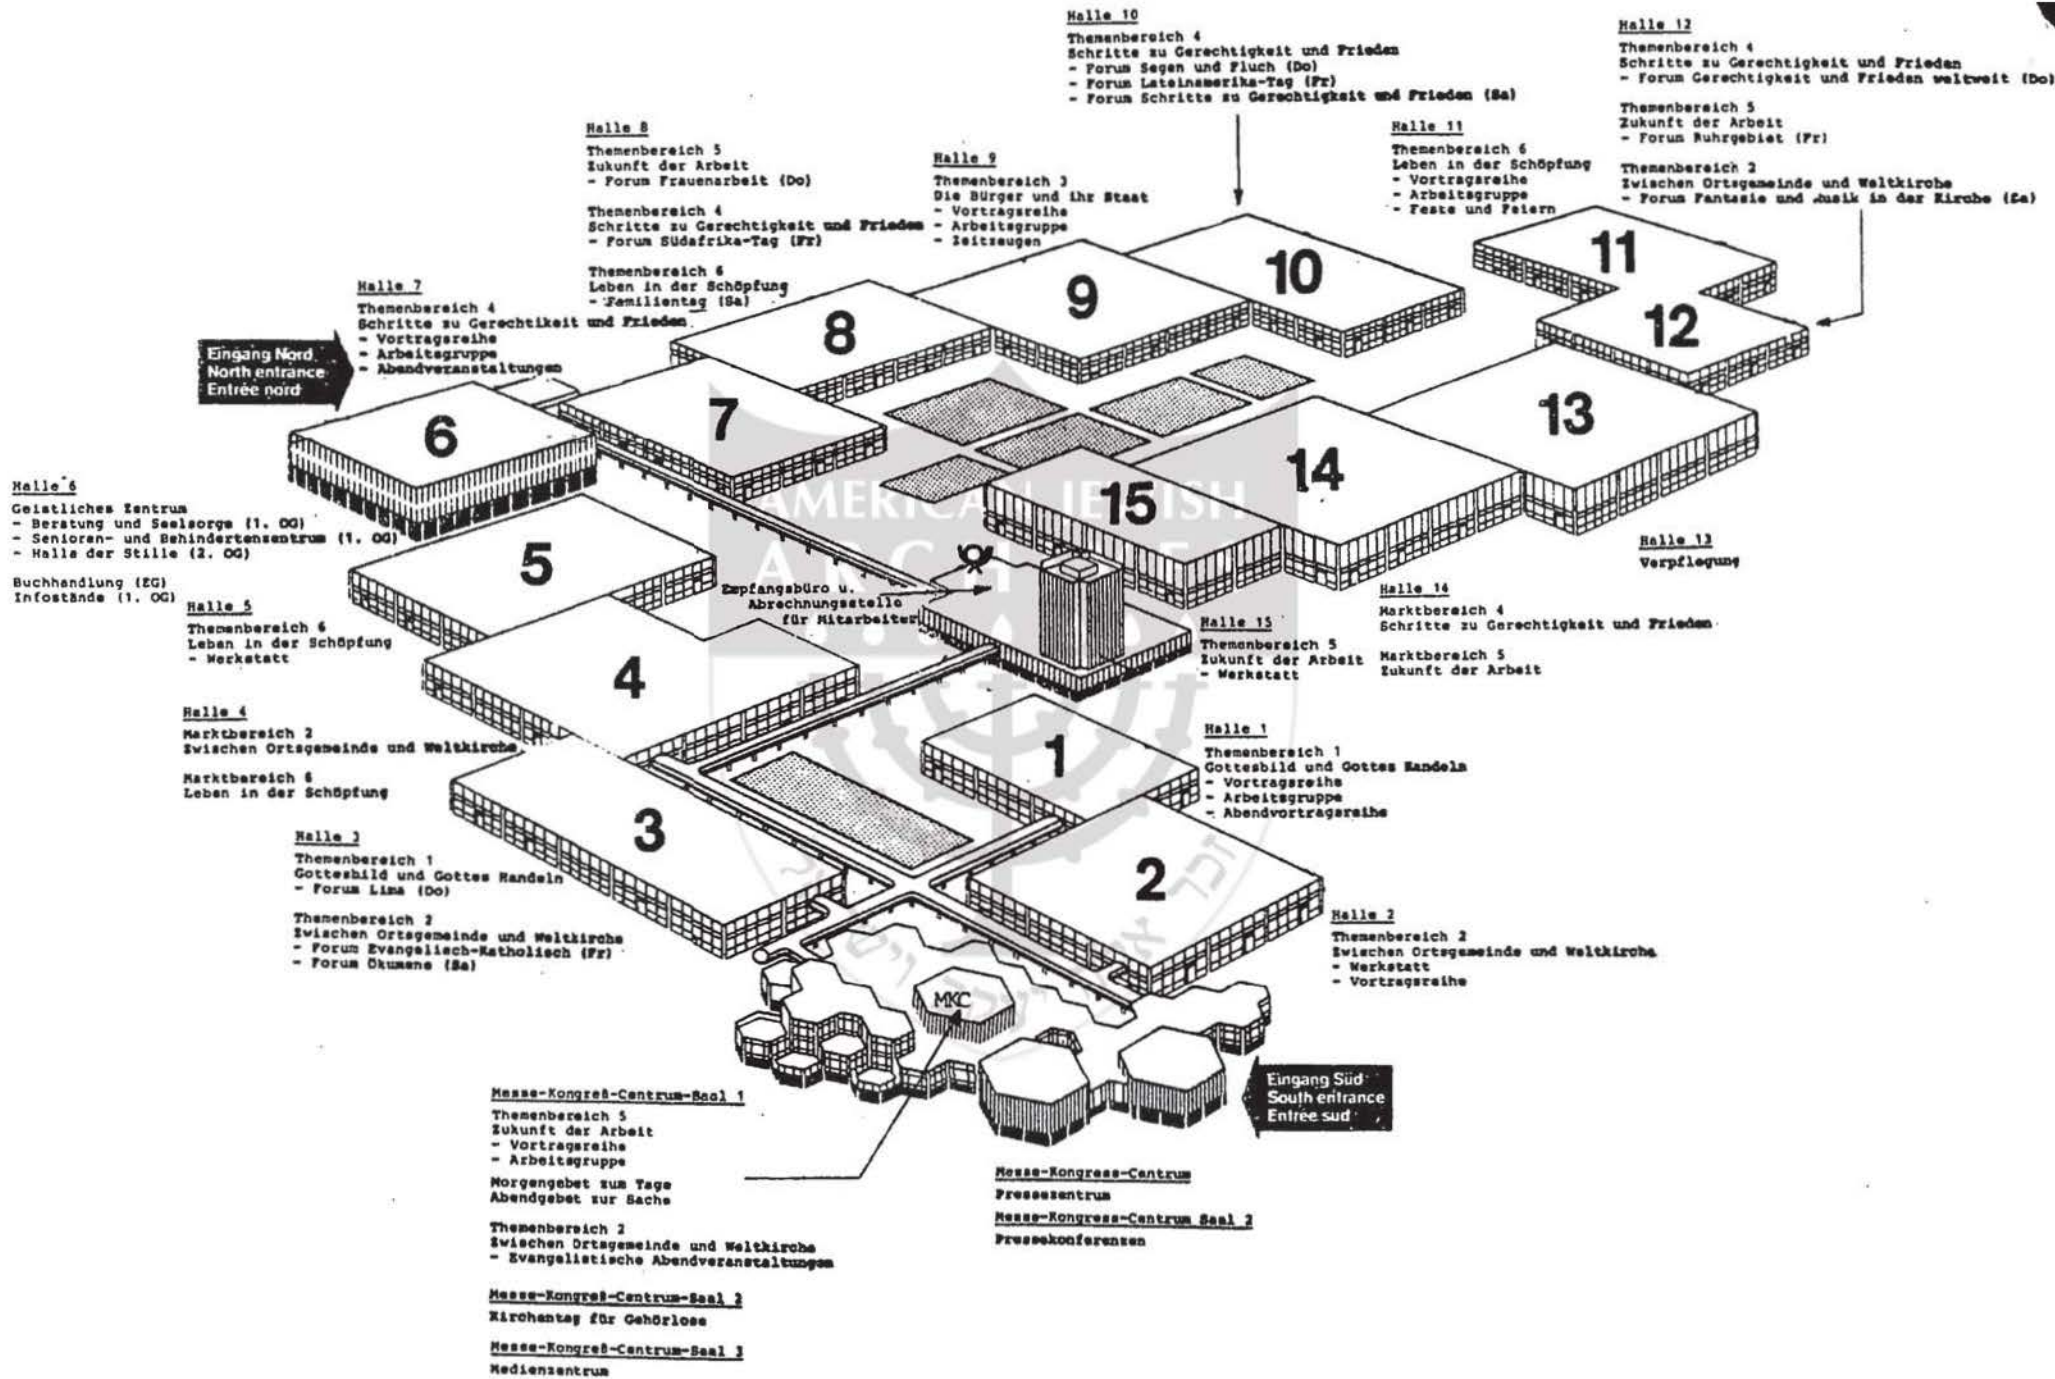 Halle 10
Themenbereich 4
Schritte zu Gerechtigkeit und Frieden
- Forum Segen und Fluch (Do)
- Forum Lateinamerika-Tag (Fr)
- Forum Schritte zu Gerechtigkeit und Frieden (Sa)
Halle 12
Themenbereich 4
Schritte zu Gerechtigkeit und Frieden
- Forum Gerechtigkeit und Frieden weltweit (Do)
Themenbereich 5
Zukunft der Arbeit
- Forum Ruhrgebiet (Fr)
Themenbereich 2
Zwischen Ortsgemeinde und Weltkirche
- Forum Fantasie und usik in der Kirche (Sa)
Halle 8
Themenbereich 5
Zukunft der Arbeit
- Forum Frauenarbeit (Do)
Themenbereich 4
Schritte zu Gerechtigkeit und Frieden
- Forum Südafrika-Tag (Fr)
Themenbereich 6
Leben in der Schöpfung
- Familientag (Sa)
Halle 9
Themenbereich 3
Die Bürger und ihr Staat
- Vortragsreihe
- Arbeitsgruppe
- Zeitzeugen
Halle 11
Themenbereich 6
Leben in der Schöpfung
- Vortragsreihe
- Arbeitsgruppe
- Feste und Feiern
Halle 7
Themenbereich 4
Schritte zu Gerechtikeit und Frieden
- Vortragsreihe
- Arbeitsgruppe
- Abendveranstaltungen
Eingang Nord
North entrance
Entrée nord
11
10
9
12
8
13
7
6
14
15
AMERICAN JEWISH
ARCHIVES
Halle 6
Geistliches Zentrum
- Beratung und Seelsorge (1. OG)
- Senioren- und Behindertenzentrum (1. OG)
- Halle der Stille (2. OG)
Buchhandlung (EG)
Infostände (1. OG)
5
Halle 13
Verpflegung
Empfangsbüro u.
Abrechnungsstelle
für Mitarbeiter
Halle 5
Themenbereich 6
Leben in der Schöpfung
- Werkstatt
Halle 14
Marktbereich 4
Schritte zu Gerechtigkeit und Frieden
Marktbereich 5
Zukunft der Arbeit
Halle 15
Themenbereich 5
Zukunft der Arbeit
- Werkstatt
4
Halle 4
Marktbereich 2
Zwischen Ortsgemeinde und Weltkirche
Marktbereich 6
Leben in der Schöpfung
1
Halle 1
Themenbereich 1
Gottesbild und Gottes Handeln
- Vortragsreihe
- Arbeitsgruppe
- Abendvortragsreihe
3
Halle 3
Themenbereich 1
Gottesbild und Gottes Handeln
- Forum Lima (Do)
Themenbereich 2
Zwischen Ortsgemeinde und Weltkirche
- Forum Evangelisch-Katholisch (Fr)
- Forum Ökumene (Sa)
2
Halle 2
Themenbereich 2
Zwischen Ortsgemeinde und Weltkirche
- Werkstatt
- Vortragsreihe
MKC
Eingang Süd
South entrance
Entrée sud
Messe-Kongreß-Centrum-Saal 1
Themenbereich 5
Zukunft der Arbeit
- Vortragsreihe
- Arbeitsgruppe
Morgengebet zum Tage
Abendgebet zur Sache
Themenbereich 2
Zwischen Ortsgemeinde und Weltkirche
- Evangelistische Abendveranstaltungen
Messe-Kongreß-Centrum-Saal 2
Kirchentag für Gehörlose
Messe-Kongreß-Centrum-Saal 3
Medienzentrum
Messe-Kongress-Centrum
Pressezentrum
Messe-Kongress-Centrum Saal 2
Pressekonferenzen